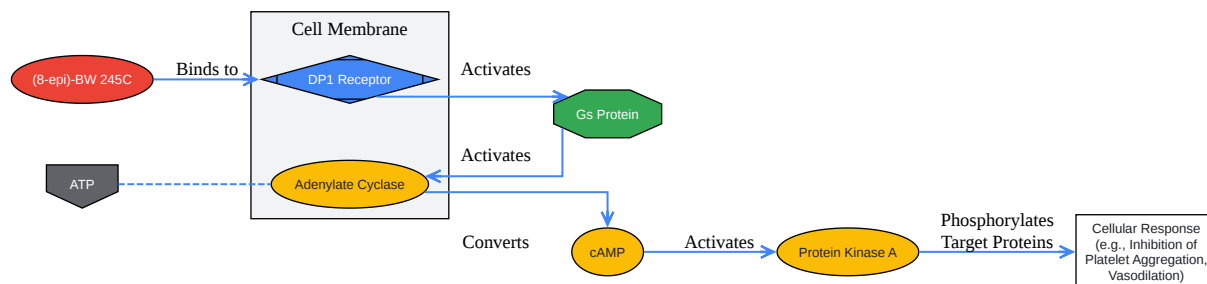 Cell Membrane
(8-epi)-BW 245C
Binds to
DP1 Receptor
Activates
Gs Protein
Activates
ATP
Adenylate Cyclase
Converts
cAMP
Activates
Protein Kinase A
Phosphorylates
Target Proteins
Cellular Response
(e.g., Inhibition of
Platelet Aggregation,
Vasodilation)